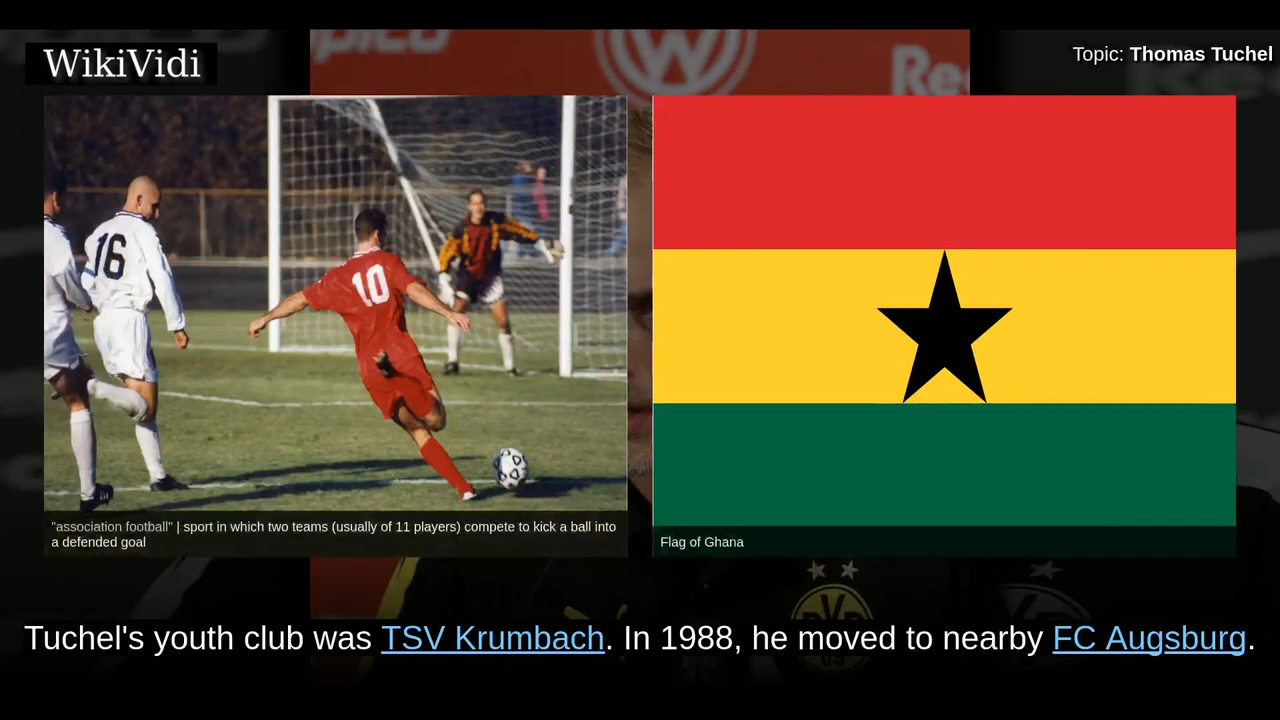 WikiVidi
Topic: Thomas Tuchel
16
10
"association football" | sport in which two teams (usually of 11 players) compete to kick a ball into
a defended goal
Flag of Ghana
BVB
09
Tuchel's youth club was TSV Krumbach. In 1988, he moved to nearby FC Augsburg.